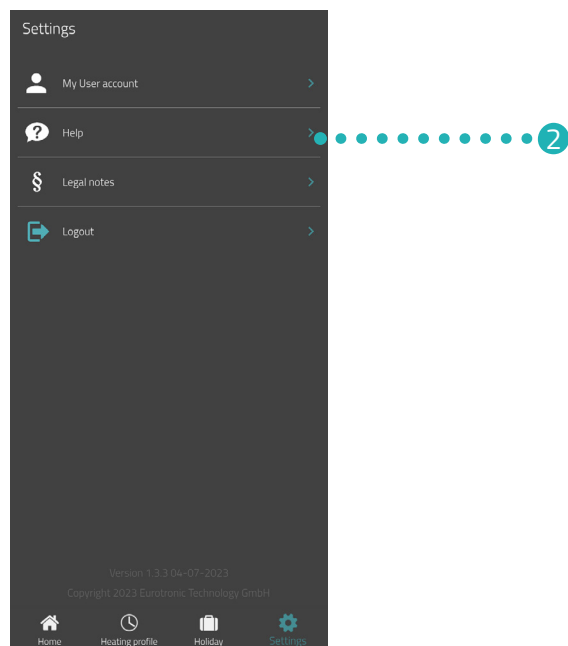 Settings
My User account
Help
2
Legal notes
Logout
Version 1.3.3 04-07-2023
Copyright 2023 Eurotronic Technology GmbH
Home Heating profile Holiday Settings